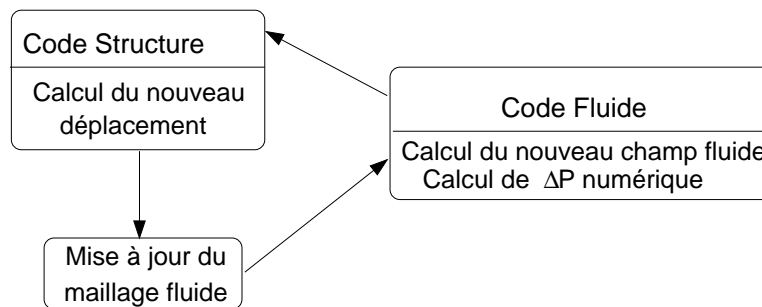 Code Structure
Calcul du nouveau
déplacement
Code Fluide
Calcul du nouveau champ fluide
Calcul de ΔP numérique
Mise à jour du
maillage fluide